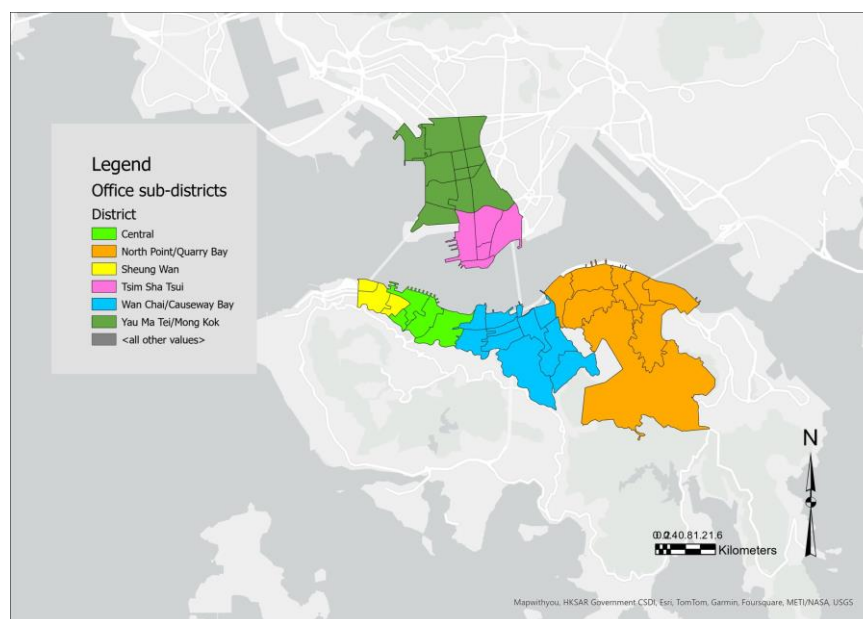 Legend
Office sub-districts
District
Central
North Point/Quarry Bay
Sheung Wan
Tsim Sha Tsui
Wan Chai/Causeway Bay
Yau Ma Tei/Mong Kok
<all other values>
N
Kilometers
Mapwithyou, HKSAR Government CSDI, Esri, TomTom, Garmin, Foursquare, METI/NASA, USGS